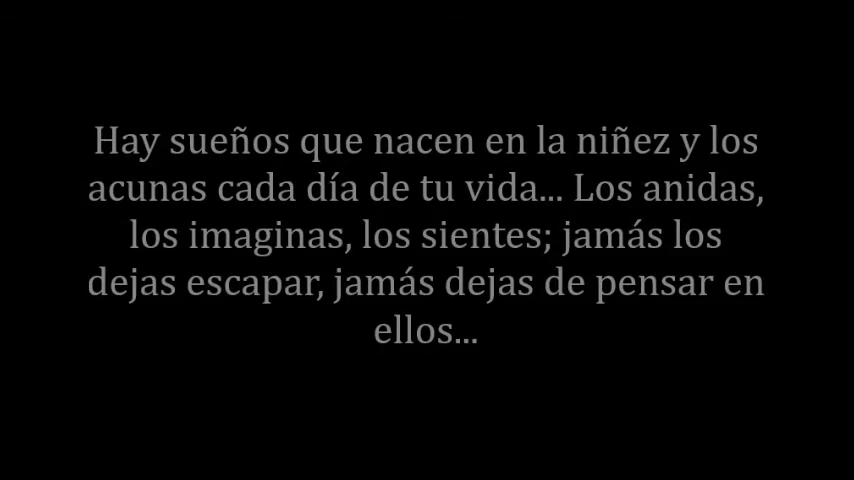 Hay sueños que nacen en la niñez y los
acunas cada día de tu vida... Los anidas,
los imaginas, los sientes; jamás los
dejas escapar, jamás dejas de pensar en
ellos...